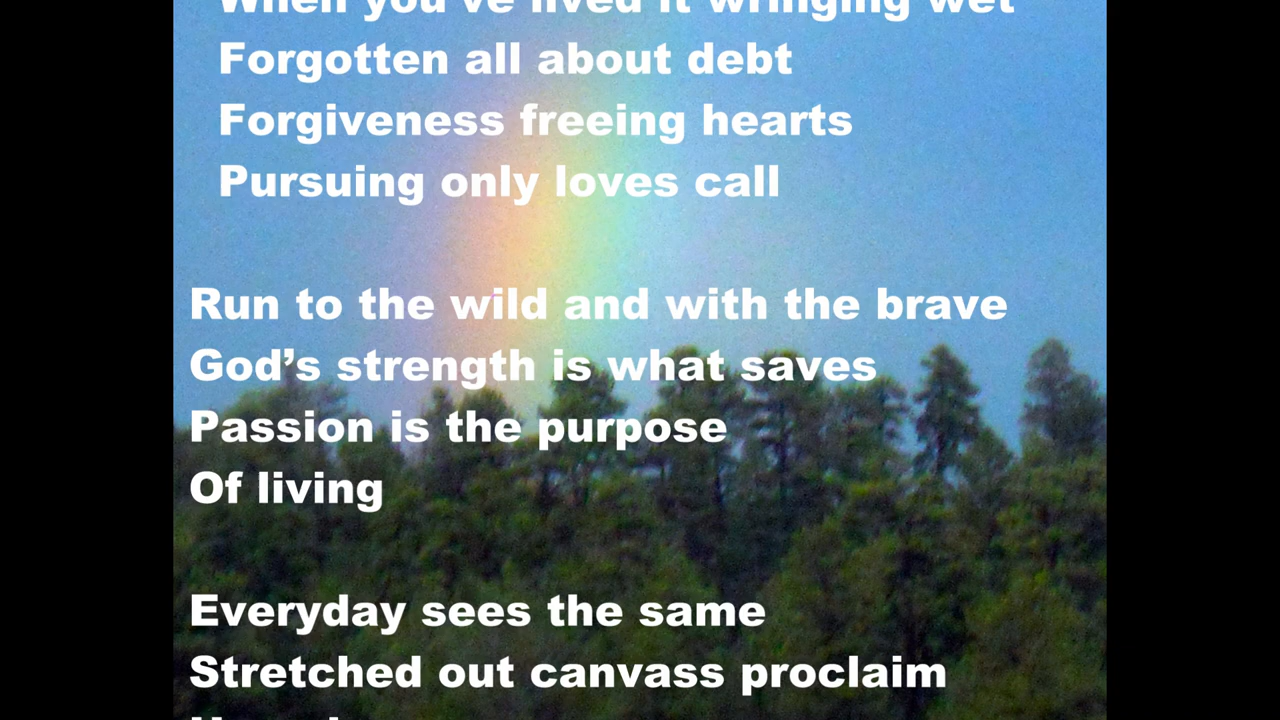 When you've lived it wringing wet
Forgotten all about debt
Forgiveness freeing hearts
Pursuing only loves call
Run to the wild and with the brave
God’s strength is what saves
Passion is the purpose
Of living
Everyday sees the same
Stretched out canvass proclaim